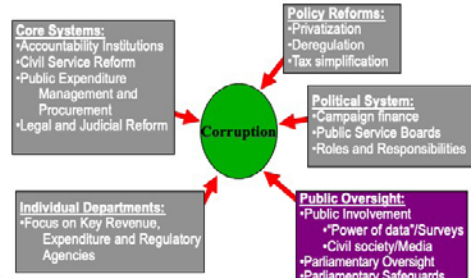 Core Systems:
•Accountability Institutions
•Civil Service Reform
•Public Expenditure
Management and
Procurement
•Legal and Judicial Reform
Policy Reforms:
•Privatization
•Deregulation
•Tax simplification
Corruption
Political System:
•Campaign finance
•Public Service Boards
•Roles and Responsibilities
Individual Departments:
•Focus on Key Revenue,
Expenditure and Regulatory
Agencies
Public Oversight:
•Public Involvement
•"Power of data"/Surveys
•Civil society/Media
•Parliamentary Oversight
•Parliamentary Safeguards